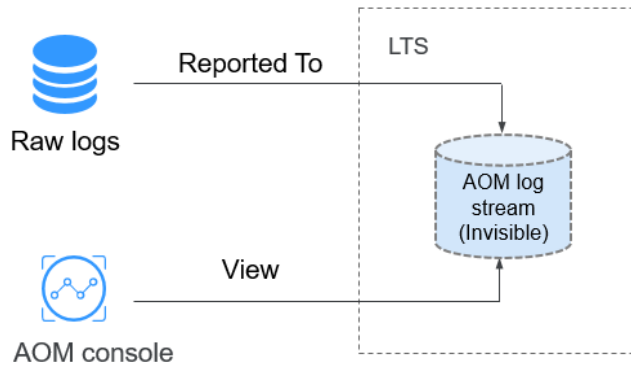 Reported To
LTS
Raw logs
AOM log
stream
(Invisible)
View
AOM console